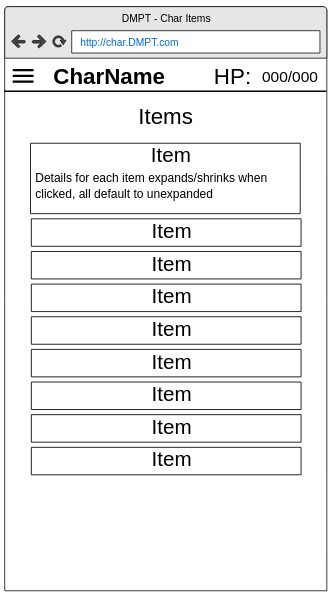 DMPT - Char Items
http://char.DMPT.com
CharName HP: 000/000
Items
Item
Details for each item expands/shrinks when
clicked, all default to unexpanded
Item
Item
Item
Item
Item
Item
Item
Item